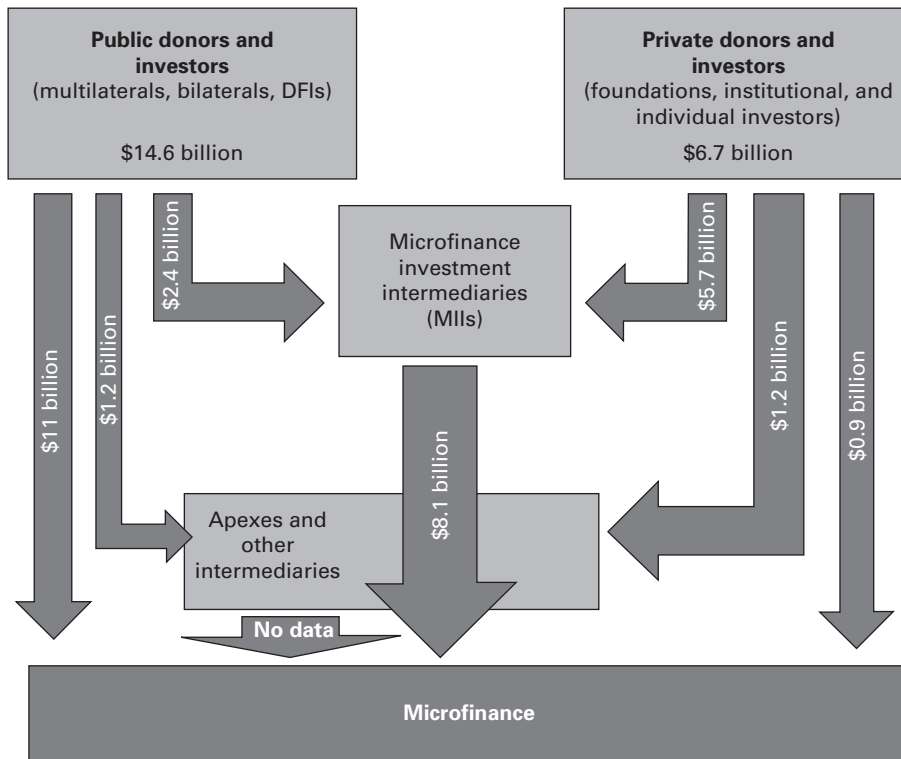 Public donors and
investors
(multilaterals, bilaterals, DFIs)
$14.6 billion
Private donors and
investors
(foundations, institutional, and
individual investors)
$6.7 billion
$11 billion
$1.2 billion
$2.4 billion
Microfinance
investment
intermediaries
(MIIs)
$5.7 billion
$1.2 billion
$0.9 billion
$8.1 billion
Apexes and
other
intermediaries
No data
Microfinance